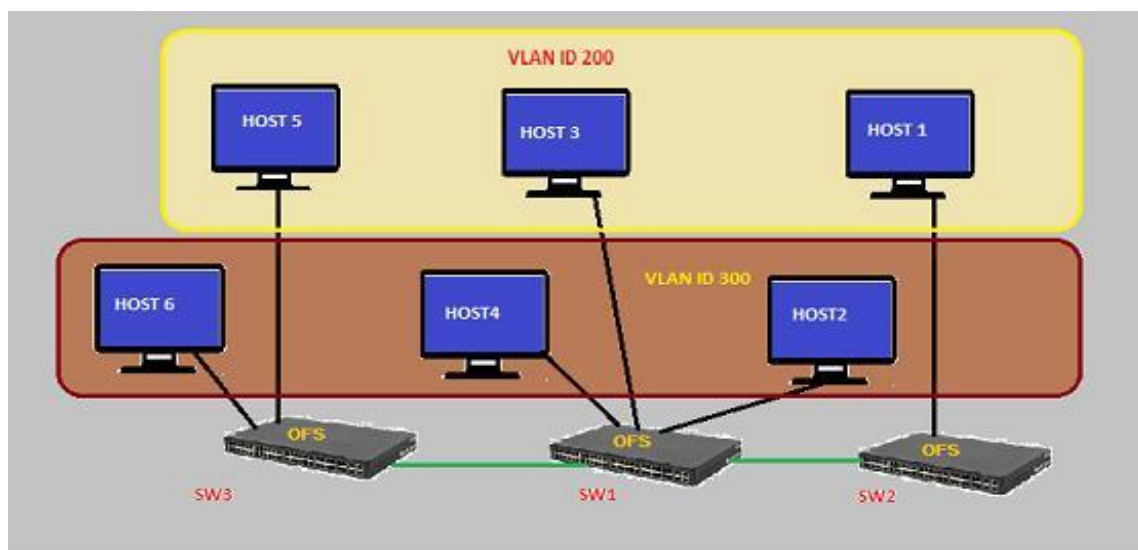 VLAN ID 200
HOST 5
HOST 3
HOST 1
VLAN ID 300
HOST 6
HOST4
HOST2
OFS
OFS
OFS
SW3
SW1
SW2